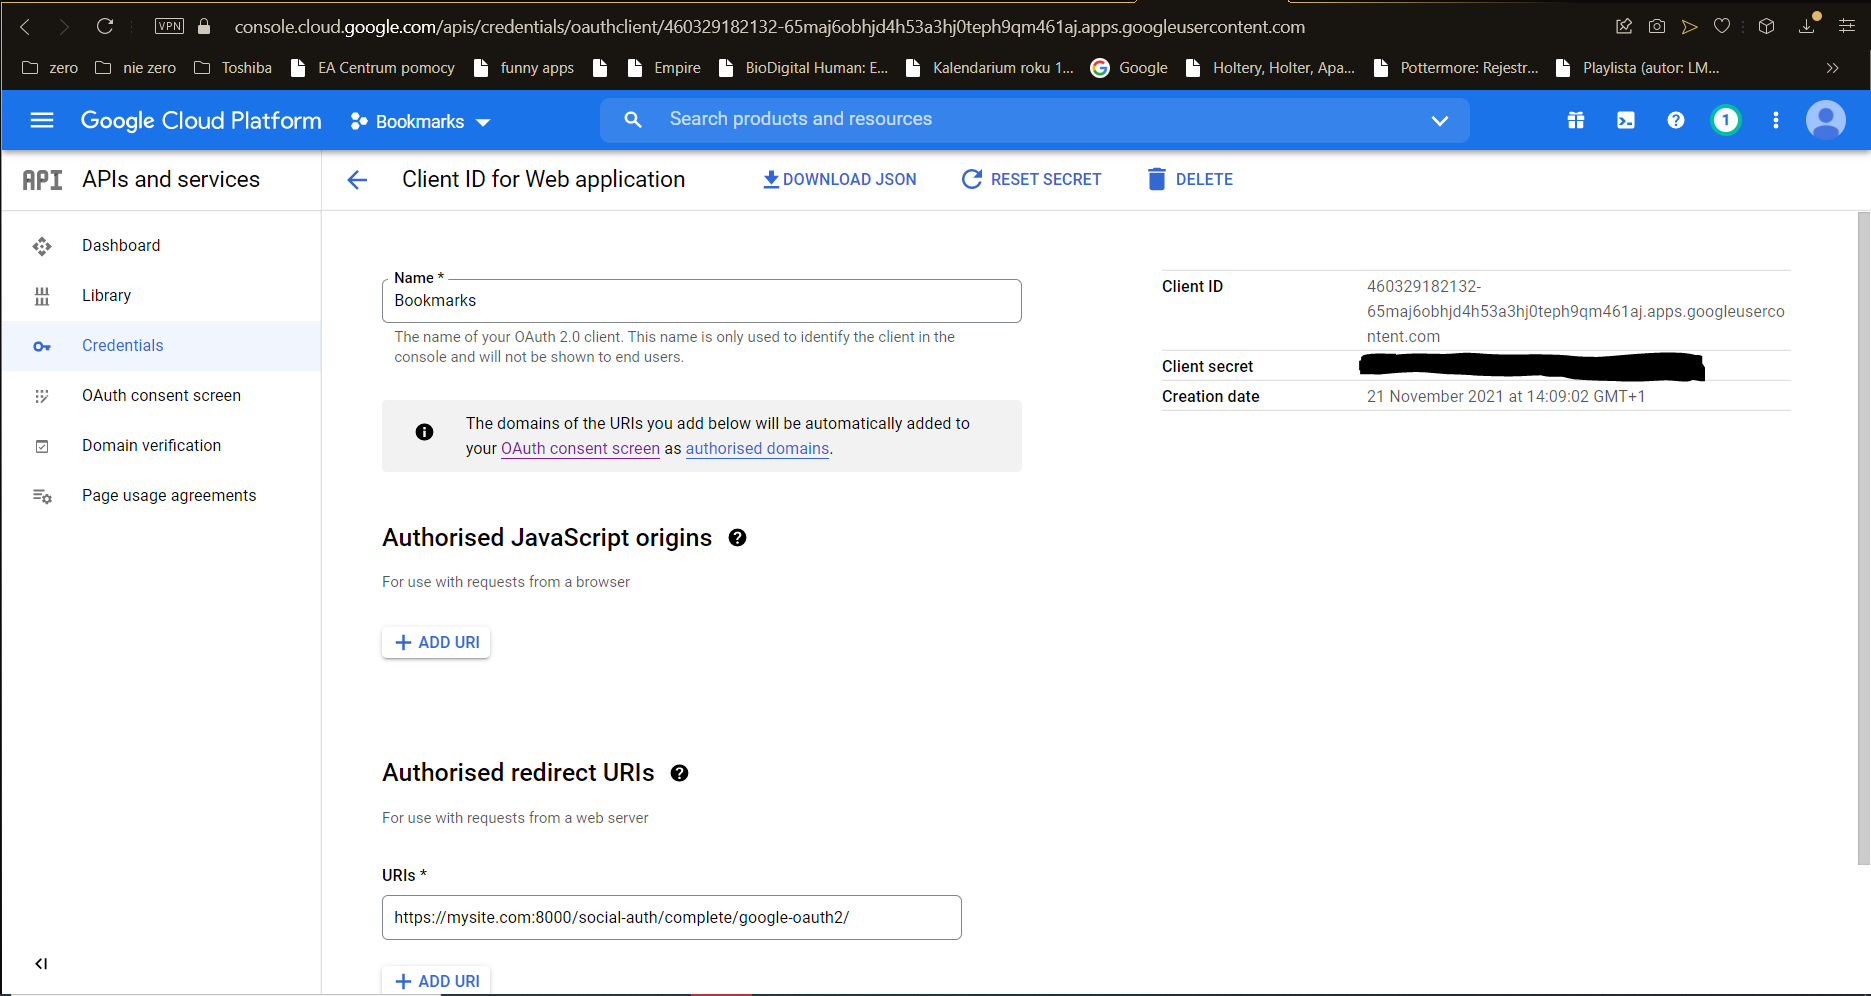 VPN
console.cloud.google.com/apis/credentials/oauthclient/460329182132-65maj6obhjd4h53a3hj0teph9qm461aj.apps.googleusercontent.com
zero nie zero Toshiba EA Centrum pomocy funny apps Empire BioDigital Human: E... Kalendarium roku 1... Google Holtery, Holter, Apa... Pottermore: Rejestr... Playlista (autor: LM...
Google Cloud Platform Bookmarks Search products and resources 1
API APIs and services Client ID for Web application DOWNLOAD JSON RESET SECRET DELETE
Dashboard
Library
Credentials
OAuth consent screen
Domain verification
Page usage agreements
Name *
Bookmarks
The name of your OAuth 2.0 client. This name is only used to identify the client in the
console and will not be shown to end users.
The domains of the URIs you add below will be automatically added to
your OAuth consent screen as authorised domains.
Authorised JavaScript origins
For use with requests from a browser
ADD URI
Authorised redirect URIs
For use with requests from a web server
URIs *
https://mysite.com:8000/social-auth/complete/google-oauth2/
ADD URI
Client ID 460329182132-
65maj6obhjd4h53a3hj0teph9qm461aj.apps.googleuserco
ntent.com
Client secret
Creation date 21 November 2021 at 14:09:02 GMT+1